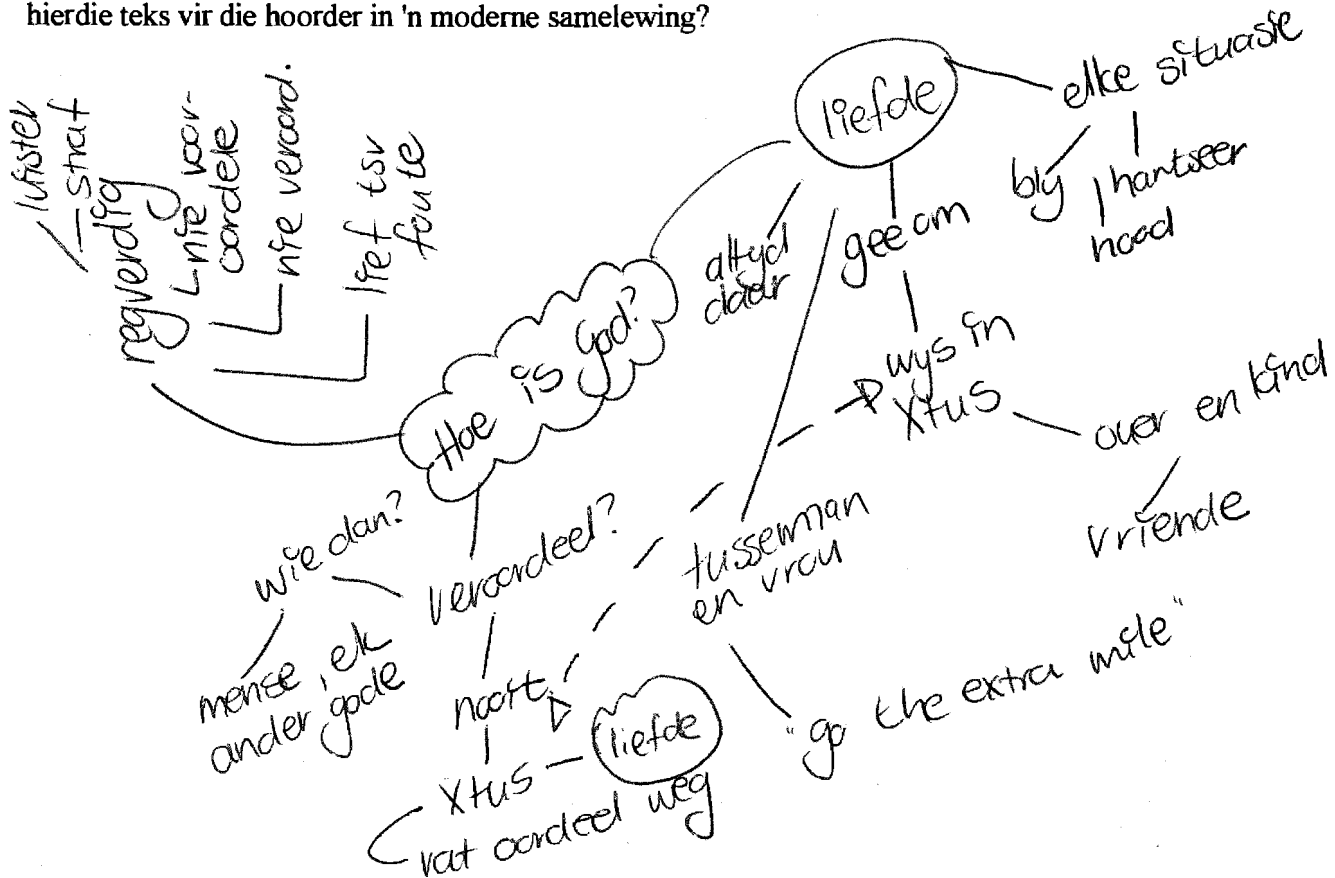 hierdie teks vir die hoorder in 'n moderne samelewing?
luister
straf
regverdig
nie voor-
oordele
nie veroord.
lief tsv
foute
Hoe is God?
liefde
elke situasie
bly
hartseer
nood
gee om
altyd
daar
wys in
Xtus
ouer en kind
vriende
tussen man
en vrou
"go the extra mile"
veroordeel?
wie dan?
mense, ek
ander gode
nooit
Xtus
liefde
vat oordeel weg